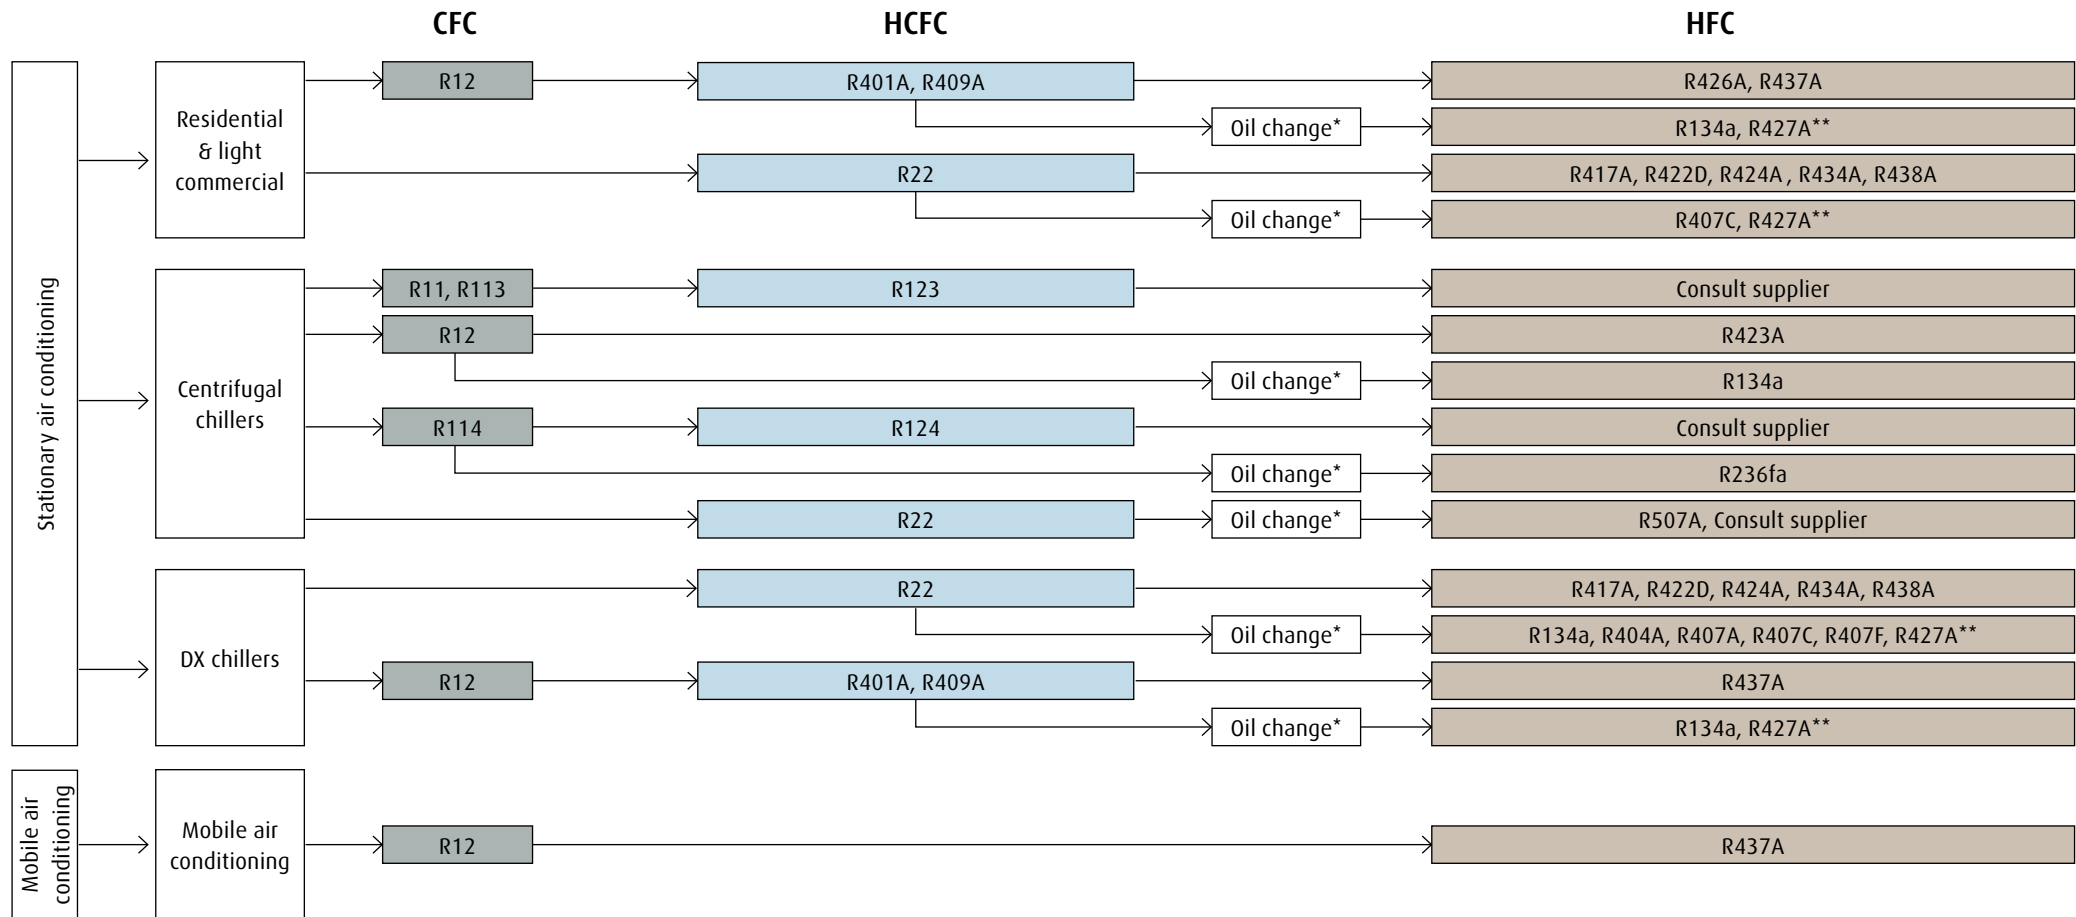 CFC
HCFC
HFC
Stationary air conditioning
Residential
& light
commercial
R12
R401A, R409A
R426A, R437A
Oil change*
R134a, R427A**
R22
R417A, R422D, R424A , R434A, R438A
Oil change*
R407C, R427A**
Centrifugal
chillers
R11, R113
R123
Consult supplier
R12
R423A
Oil change*
R134a
R114
R124
Consult supplier
Oil change*
R236fa
R22
Oil change*
R507A, Consult supplier
DX chillers
R22
R417A, R422D, R424A, R434A, R438A
Oil change*
R134a, R404A, R407A, R407C, R407F, R427A**
R12
R401A, R409A
R437A
Oil change*
R134a, R427A**
Mobile air
conditioning
Mobile air
conditioning
R12
R437A